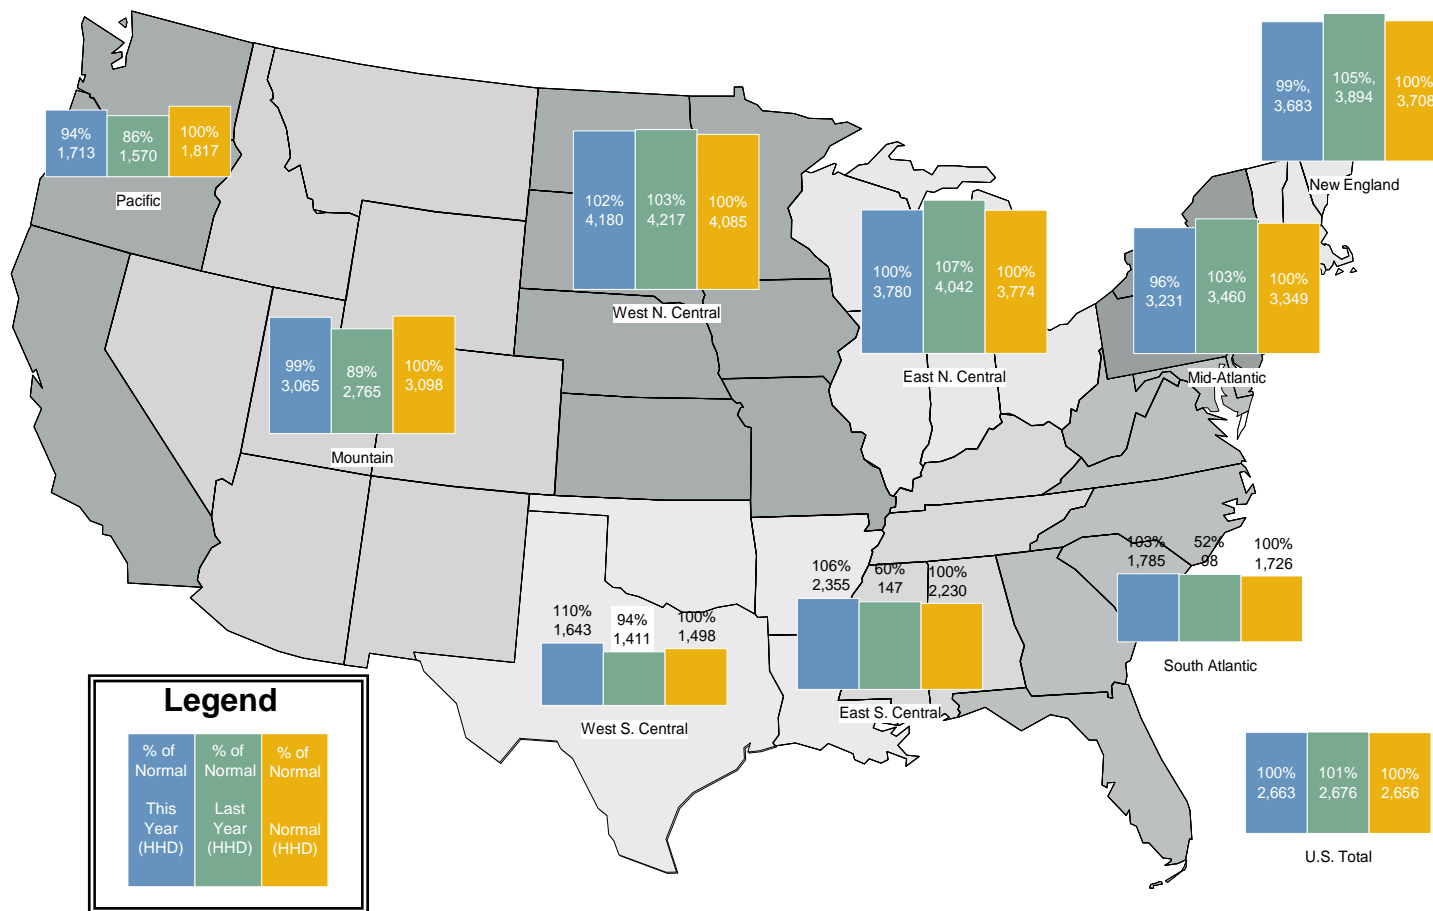 99%,
3,683
105%,
3,894
100%
3,708
New England
94%
1,713
86%
1,570
100%
1,817
Pacific
102%
4,180
103%
4,217
100%
4,085
West N. Central
100%
3,780
107%
4,042
100%
3,774
East N. Central
96%
3,231
103%
3,460
100%
3,349
Mid-Atlantic
99%
3,065
89%
2,765
100%
3,098
Mountain
110%
1,643
94%
1,411
100%
1,498
West S. Central
106%
2,355
60%
147
100%
2,230
East S. Central
103%
1,785
52%
98
100%
1,726
South Atlantic
100%
2,663
101%
2,676
100%
2,656
U.S. Total
Legend
% of
Normal
This
Year
(HHD)
% of
Normal
Last
Year
(HHD)
% of
Normal
Normal
(HHD)